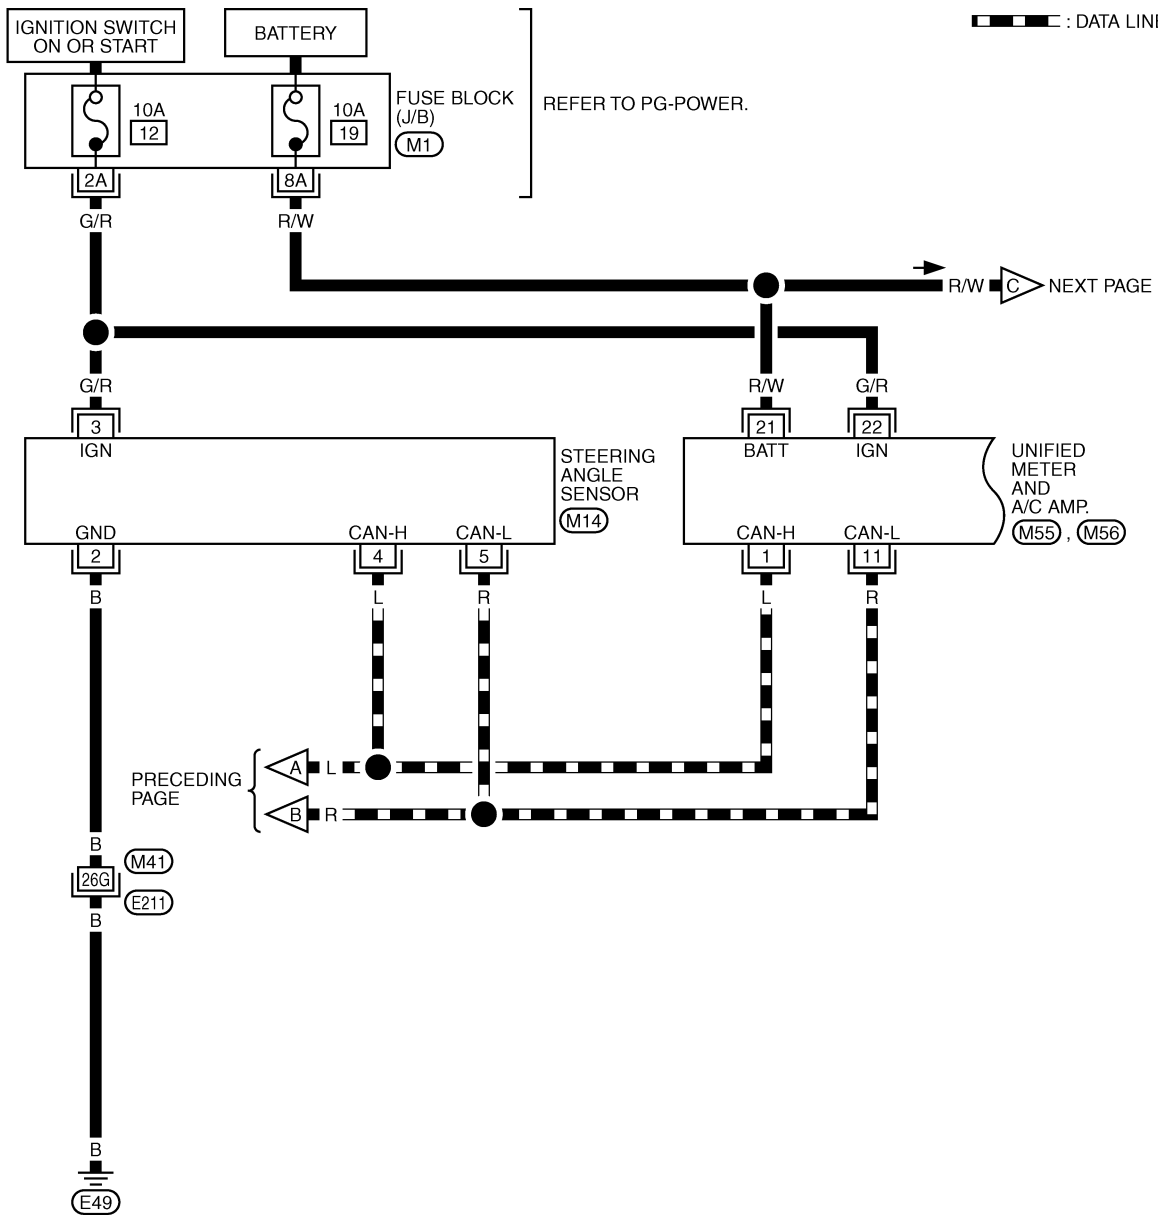 IGNITION SWITCH
ON OR START
BATTERY
: DATA LINE
10A
12
10A
19
FUSE BLOCK
(J/B)
M1
REFER TO PG-POWER.
2A
8A
G/R
R/W
R/W
C
NEXT PAGE
G/R
R/W
G/R
3
21
22
IGN
BATT
IGN
STEERING
ANGLE
SENSOR
M14
UNIFIED
METER
AND
A/C AMP.
M55 , M56
GND
CAN-H
CAN-L
CAN-H
CAN-L
2
4
5
1
11
B
L
R
L
R
PRECEDING
PAGE
A
L
B
R
B
M41
26G
E211
B
B
E49